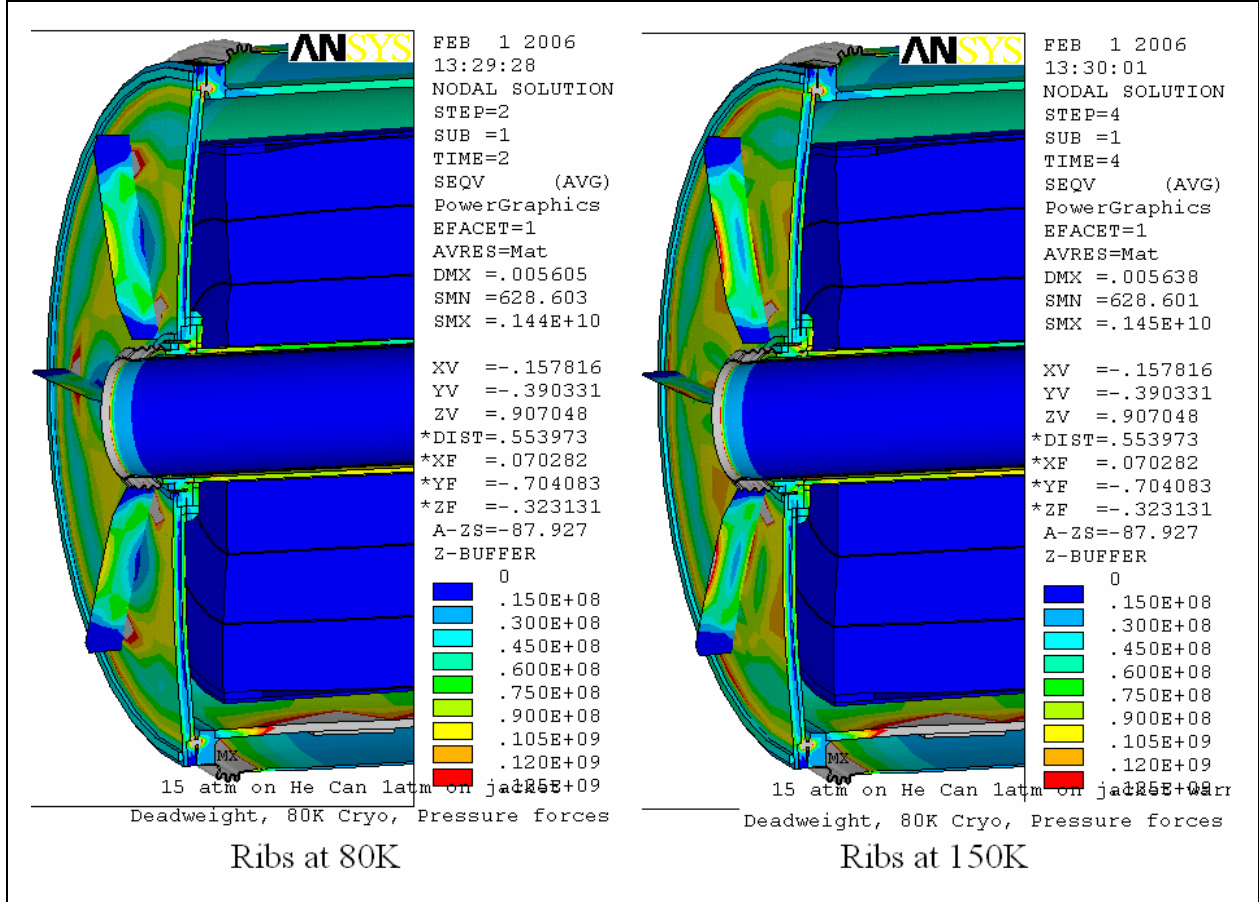 ANSYS
FEB 1 2006
13:29:28
NODAL SOLUTION
STEP=2
SUB =1
TIME=2
SEQV (AVG)
PowerGraphics
EFACET=1
AVRES=Mat
DMX =.005605
SMN =628.603
SMX =.144E+10
XV =-.157816
YV =-.390331
ZV =.907048
*DIST=.553973
*XF =.070282
*YF =-.704083
*ZF =-.323131
A-ZS=-87.927
Z-BUFFER
0
.150E+08
.300E+08
.450E+08
.600E+08
.750E+08
.900E+08
.105E+09
.120E+09
.125E+09
MX
15 atm on He Can 1atm on jacket
Deadweight, 80K Cryo, Pressure forces
Ribs at 80K
ANSYS
FEB 1 2006
13:30:01
NODAL SOLUTION
STEP=4
SUB =1
TIME=4
SEQV (AVG)
PowerGraphics
EFACET=1
AVRES=Mat
DMX =.005638
SMN =628.601
SMX =.145E+10
XV =-.157816
YV =-.390331
ZV =.907048
*DIST=.553973
*XF =.070282
*YF =-.704083
*ZF =-.323131
A-ZS=-87.927
Z-BUFFER
0
.150E+08
.300E+08
.450E+08
.600E+08
.750E+08
.900E+08
.105E+09
.120E+09
.125E+09
MX
15 atm on He Can 1atm on jacket
Deadweight, 80K Cryo, Pressure forces
Ribs at 150K